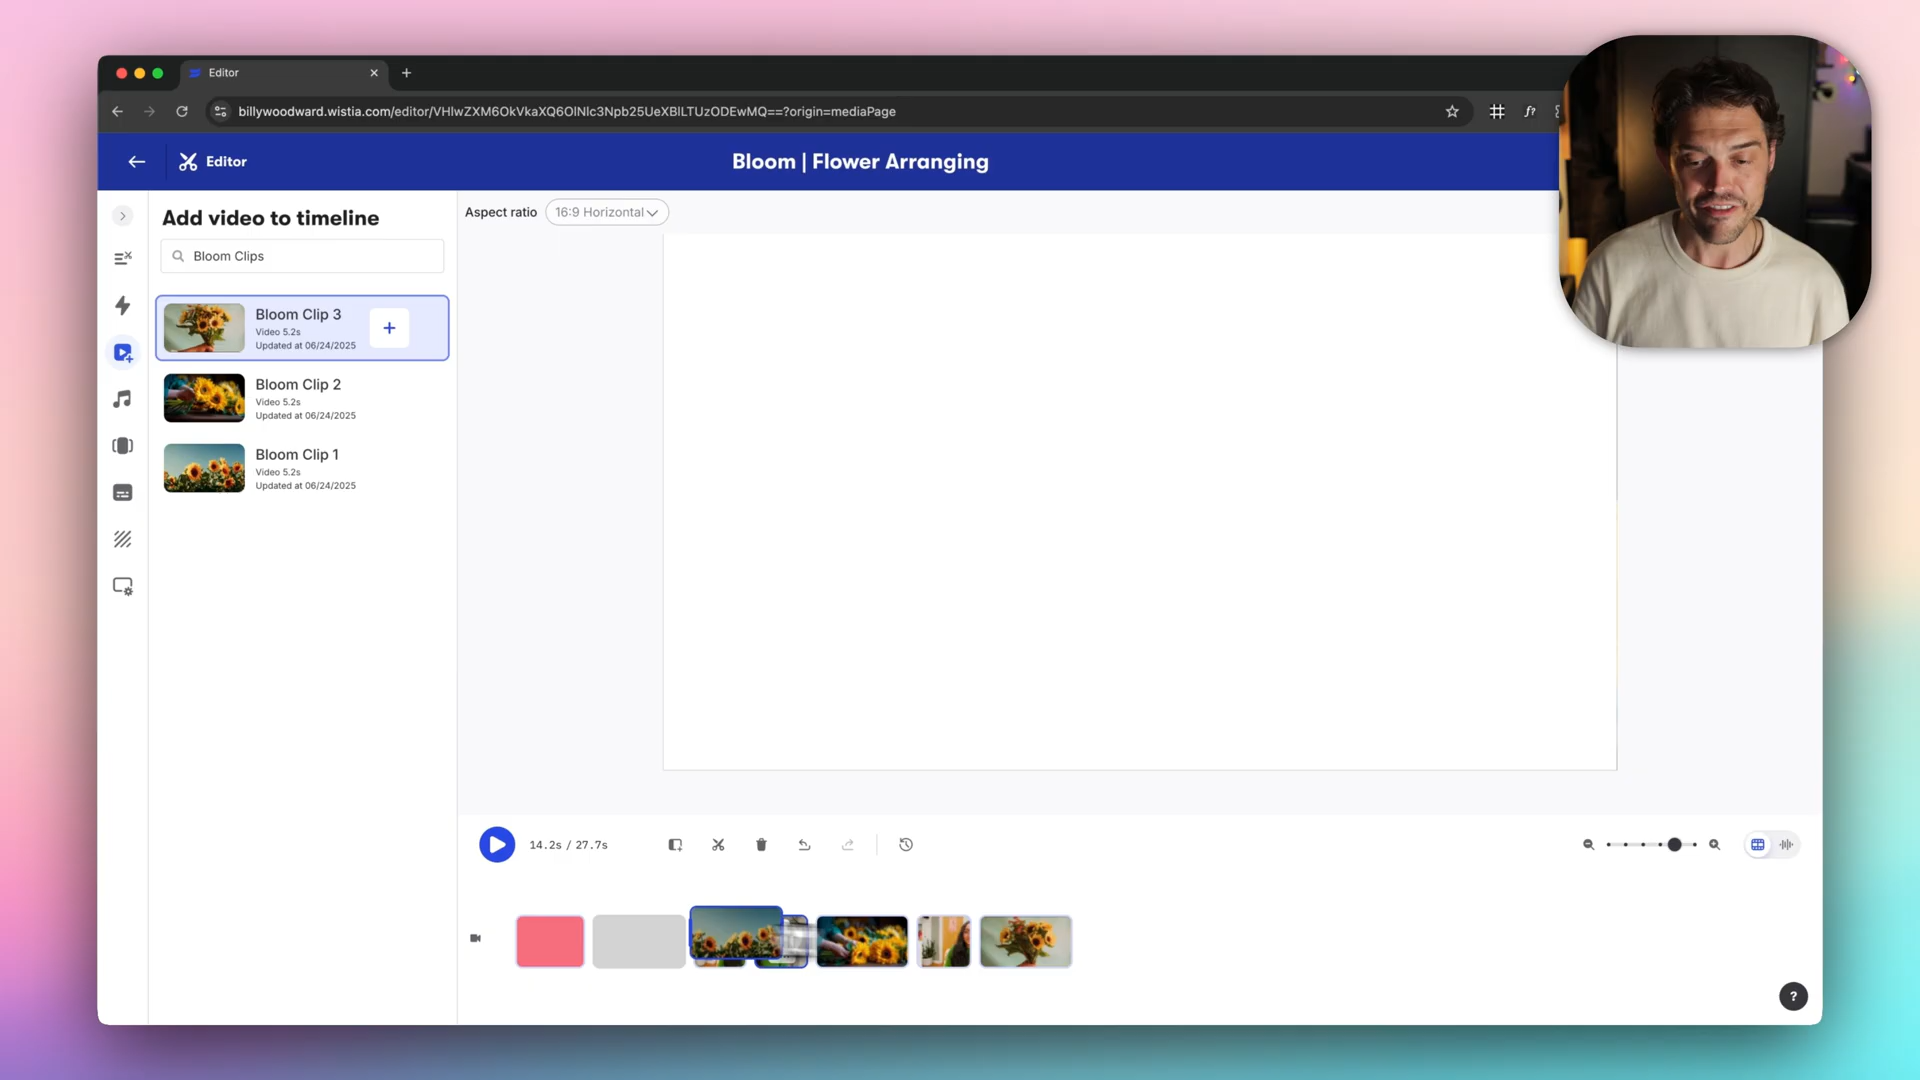 Editor
billywoodward.wistia.com/editor/VHlwZXM6OkVkaXQ6OlNlc3Npb25UeXBlLTUzODEwMQ==?origin=mediaPage
f?
Editor
Bloom | Flower Arranging
Add video to timeline
Bloom Clips
Bloom Clip 3
Video 5.2s
Updated at 06/24/2025
Bloom Clip 2
Video 5.2s
Updated at 06/24/2025
Bloom Clip 1
Video 5.2s
Updated at 06/24/2025
Aspect ratio
16:9 Horizontal
14.2s / 27.7s
?